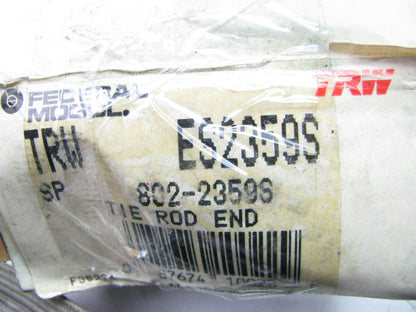 FEDERAL
MOGUL.
TRW
TRW ES2359S
SP 802-2359S
TIE ROD END